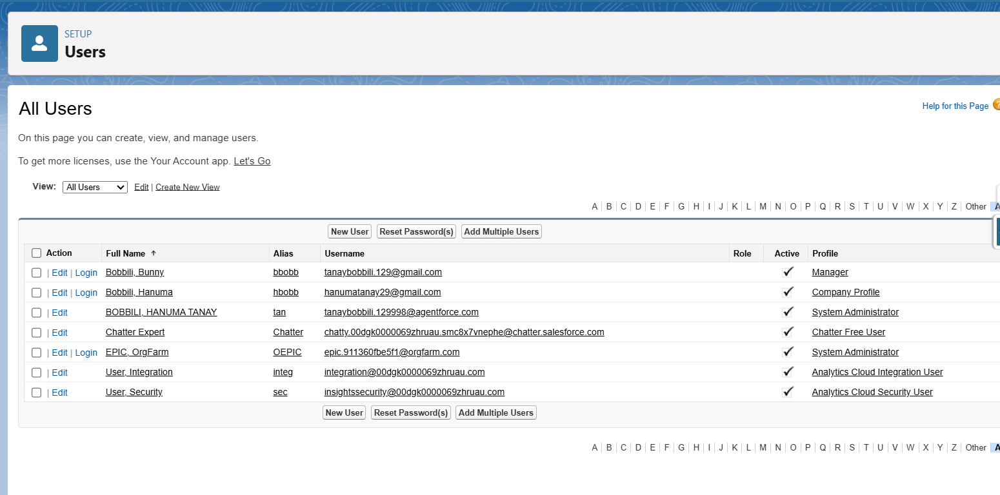 SETUP
Users
All Users
Help for this Page
On this page you can create, view, and manage users.
To get more licenses, use the Your Account app. Let's Go
View: All Users Edit | Create New View
A B C D E F G H I J K L M N O P Q R S T U V W X Y Z Other A
New User Reset Password(s) Add Multiple Users
Action Full Name ↑ Alias Username Role Active Profile
| Edit | Login Bobbili, Bunny bbobb tanaybobbili.129@gmail.com Manager
| Edit | Login Bobbili, Hanuma hbobb hanumatanay29@gmail.com Company Profile
| Edit BOBBILI, HANUMA TANAY tan tanaybobbili.129998@agentforce.com System Administrator
| Edit Chatter Expert Chatter chatty.00dgk0000069zhruau.smc8x7vnephe@chatter.salesforce.com Chatter Free User
| Edit | Login EPIC, OrgFarm OEPIC epic.911360fbe5f1@orgfarm.com System Administrator
| Edit User, Integration integ integration@00dgk0000069zhruau.com Analytics Cloud Integration User
| Edit User, Security sec insightssecurity@00dgk0000069zhruau.com Analytics Cloud Security User
New User Reset Password(s) Add Multiple Users
A B C D E F G H I J K L M N O P Q R S T U V W X Y Z Other A